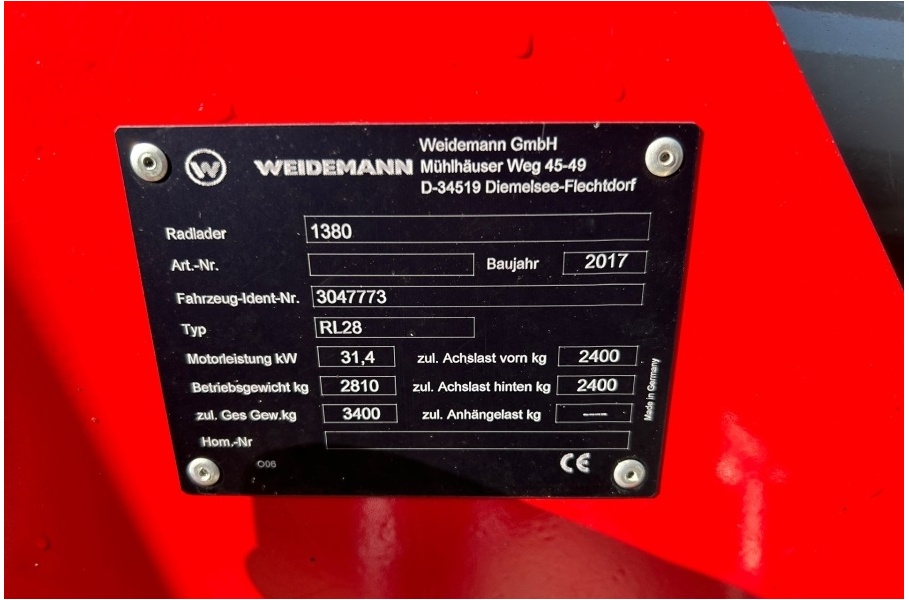 Weidemann GmbH
W WEIDEMANN Mühlhäuser Weg 45-49
D-34519 Diemelsee-Flechtdorf
Radlader 1380
Art.-Nr. Baujahr 2017
Fahrzeug-Ident-Nr. 3047773
Typ RL28
Motorleistung kW 31,4 zul. Achslast vorn kg 2400
Betriebsgewicht kg 2810 zul. Achslast hinten kg 2400
zul. Ges Gew.kg 3400 zul. Anhängelast kg ----
Hom.-Nr
Made in Germany
O06 CE